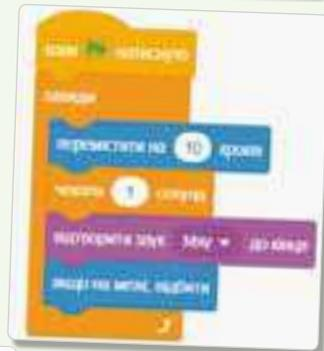 коли натиснуто
завжди
перемістити на 10 кроків
чекати 1 секунд
відтворити звук Мяу до кінця
якщо на межі, відбити